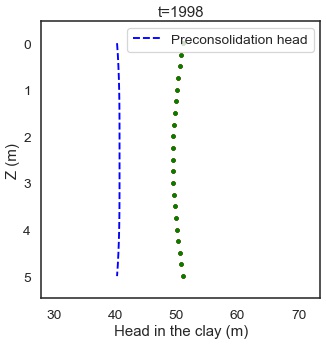 t=1998
Preconsolidation head
0
1
2
3
4
5
Z (m)
30 40 50 60 70
Head in the clay (m)